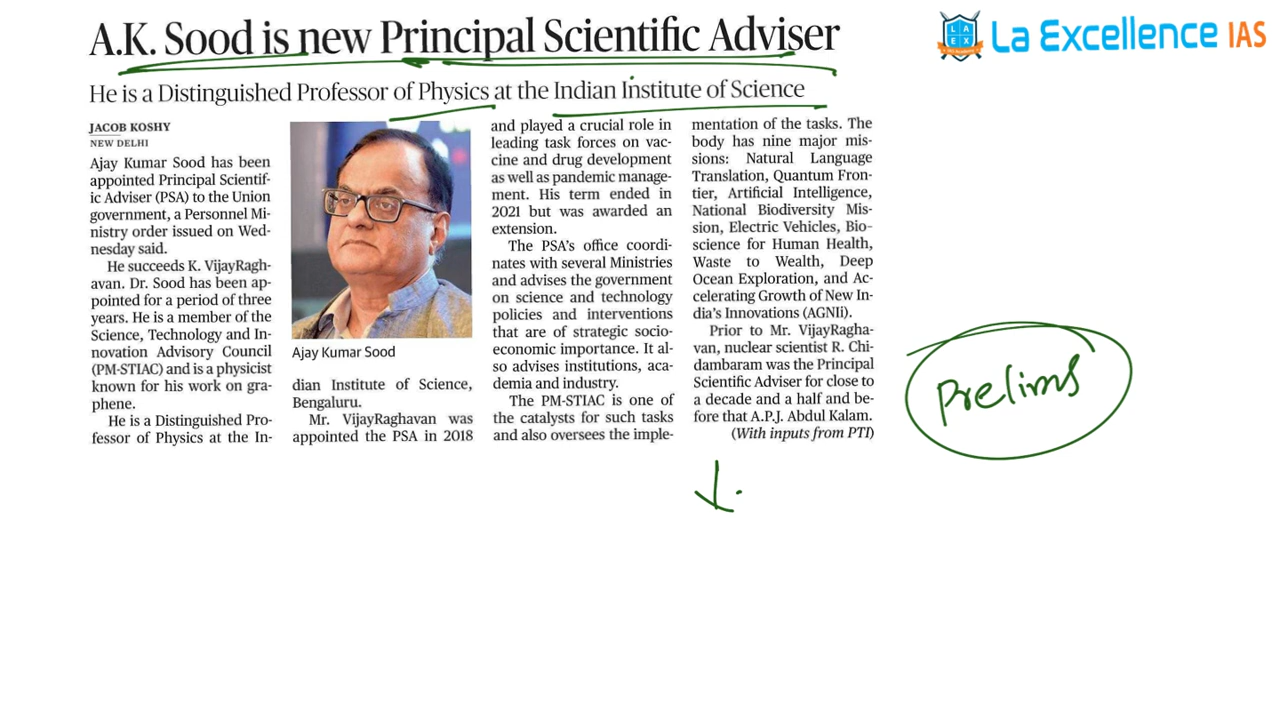 A.K. Sood is new Principal Scientific Adviser
La Excellence IAS
He is a Distinguished Professor of Physics at the Indian Institute of Science
JACOB KOSHY
NEW DELHI
Ajay Kumar Sood has been
appointed Principal Scientif-
ic Adviser (PSA) to the Union
government, a Personnel Mi-
nistry order issued on Wed-
nesday said.
He succeeds K. VijayRagh-
avan. Dr. Sood has been ap-
pointed for a period of three
years. He is a member of the
Science, Technology and In-
novation Advisory Council
(PM-STIAC) and is a physicist
known for his work on gra-
phene.
He is a Distinguished Pro-
fessor of Physics at the In-
Ajay Kumar Sood
dian Institute of Science,
Bengaluru.
Mr. VijayRaghavan was
appointed the PSA in 2018
and played a crucial role in
leading task forces on vac-
cine and drug development
as well as pandemic manage-
ment. His term ended in
2021 but was awarded an
extension.
The PSA's office coordi-
nates with several Ministries
and advises the government
on science and technology
policies and interventions
that are of strategic socio-
economic importance. It al-
so advises institutions, aca-
demia and industry.
The PM-STIAC is one of
the catalysts for such tasks
and also oversees the imple-
mentation of the tasks. The
body has nine major mis-
sions: Natural Language
Translation, Quantum Fron-
tier, Artificial Intelligence,
National Biodiversity Mis-
sion, Electric Vehicles, Bio-
science for Human Health,
Waste to Wealth, Deep
Ocean Exploration, and Ac-
celerating Growth of New In-
dia's Innovations (AGNIi).
Prior to Mr. VijayRagha-
van, nuclear scientist R. Chi-
dambaram was the Principal
Scientific Adviser for close to
a decade and a half and be-
fore that A.P.J. Abdul Kalam.
(With inputs from PTI)
Prelims